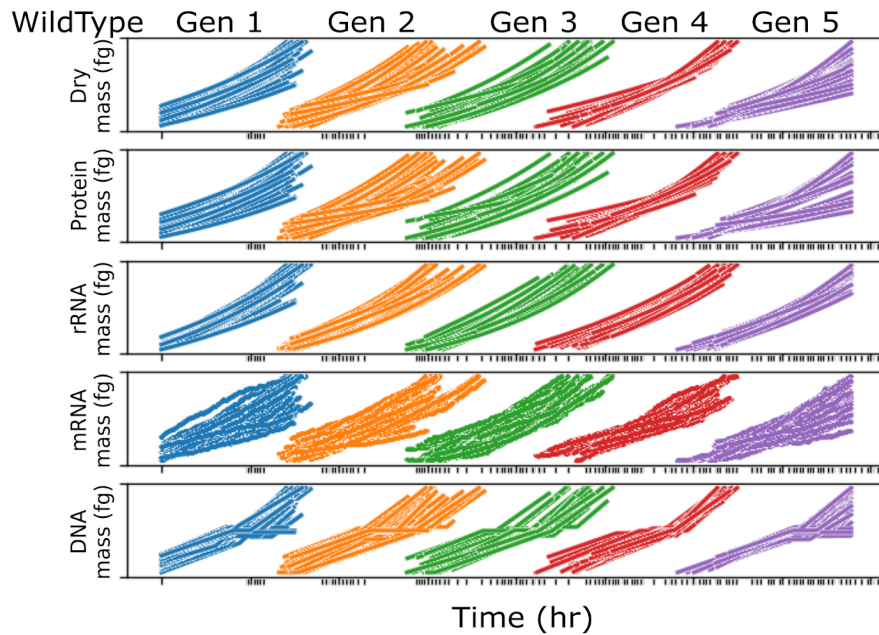 WildType Gen 1 Gen 2 Gen 3 Gen 4 Gen 5
Dry
mass (fg)
Protein
mass (fg)
rRNA
mass (fg)
mRNA
mass (fg)
DNA
mass (fg)
Time (hr)